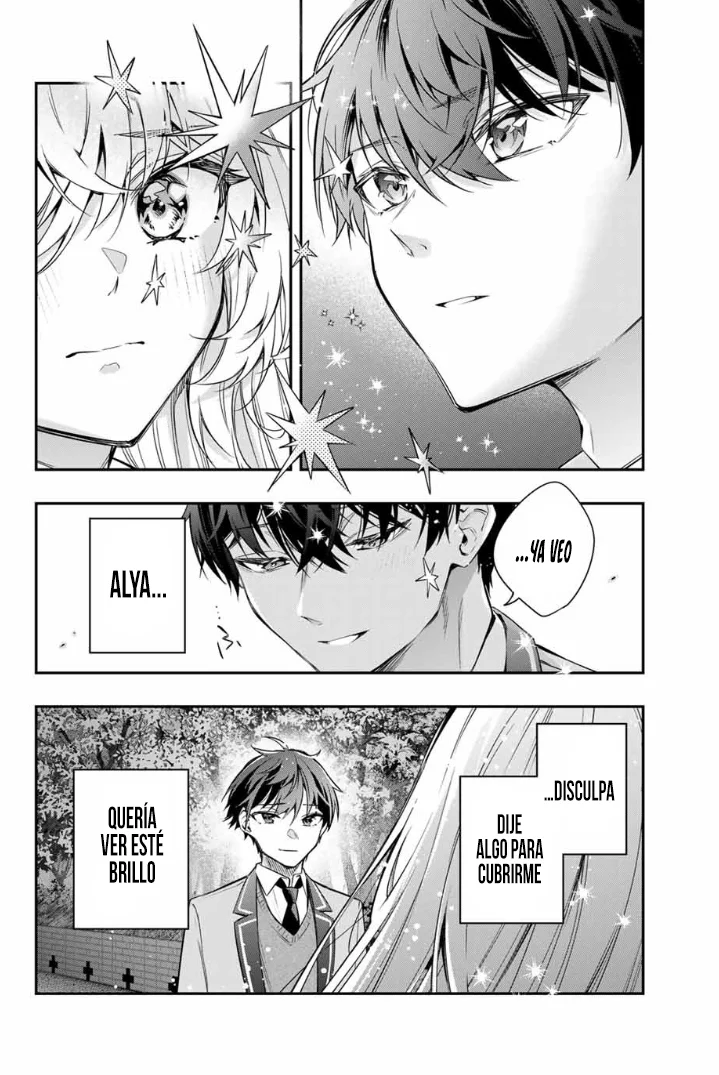 ...YA VEO
ALYA...
...DISCULPA
DIJE
ALGO PARA
CUBRIRME
QUERÍA
VER ESTÉ
BRILLO